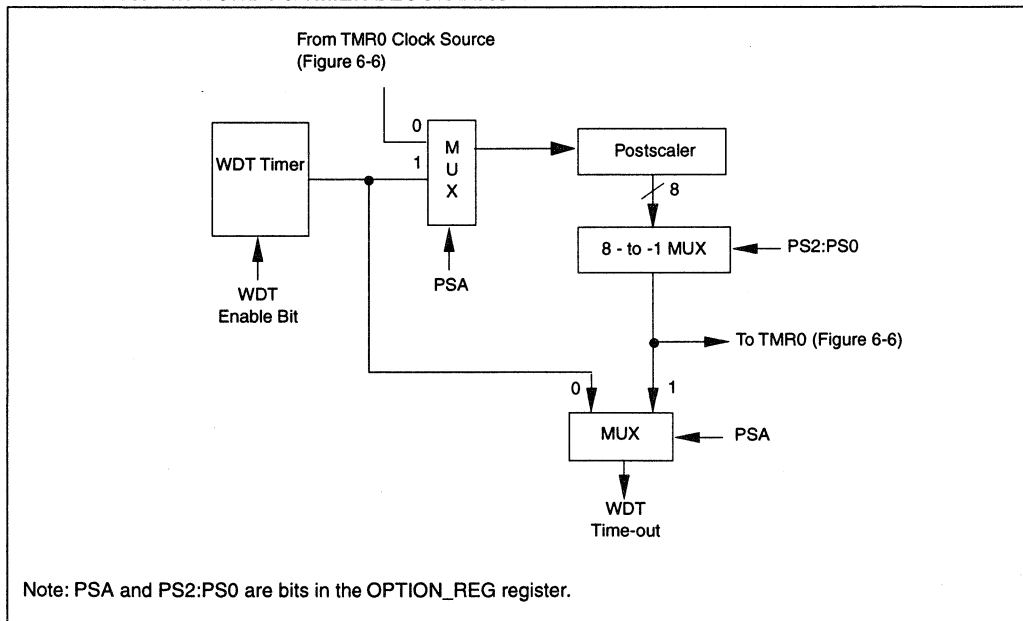 From TMR0 Clock Source
(Figure 6-6)
0
1
WDT Timer
M
U
X
Postscaler
8
8 - to -1 MUX
PS2:PS0
PSA
WDT
Enable Bit
To TMR0 (Figure 6-6)
0
1
MUX
PSA
WDT
Time-out
Note: PSA and PS2:PS0 are bits in the OPTION_REG register.